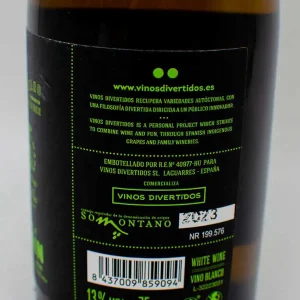 www.vinosdivertidos.es
VINOS DIVERTIDOS RECUPERA VARIEDADES AUTÓCTONAS, CON
UNA FILOSOFÍA DIVERTIDA DIRIGIDA A UN PÚBLICO INNOVADOR.
VINOS DIVERTIDOS IS A PERSONAL PROJECT WHICH STRIVES
TO COMBINE WINE AND FUN, THROUGH SPANISH INDIGENOUS
GRAPES AND FAMILY WINERIES.
EMBOTELLADO POR R.E.Nº 40977-HU PARA
VINOS DIVERTIDOS SL. LAGUARRES - ESPAÑA
COMERCIALIZA
VINOS DIVERTIDOS
SOMONTANO
2023
NR 199.576
8 437009 859094
WHITE WINE
VINO BLANCO
13%